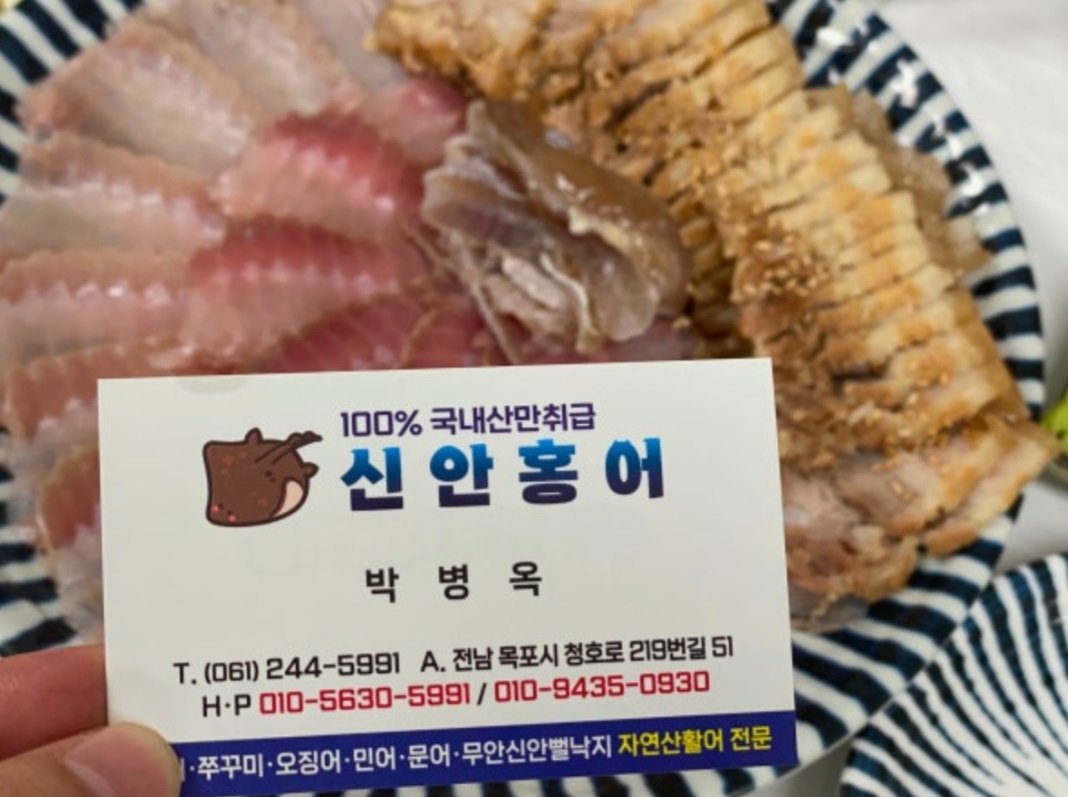 100% 국내산만취급
신안홍어
박병옥
T. (061) 244-5991 A. 전남 목포시 청호로 219번길 51
H·P 010-5630-5991 / 010-9435-0930
·쭈꾸미·오징어·민어·문어·무안신안뻘낙지 자연산활어 전문